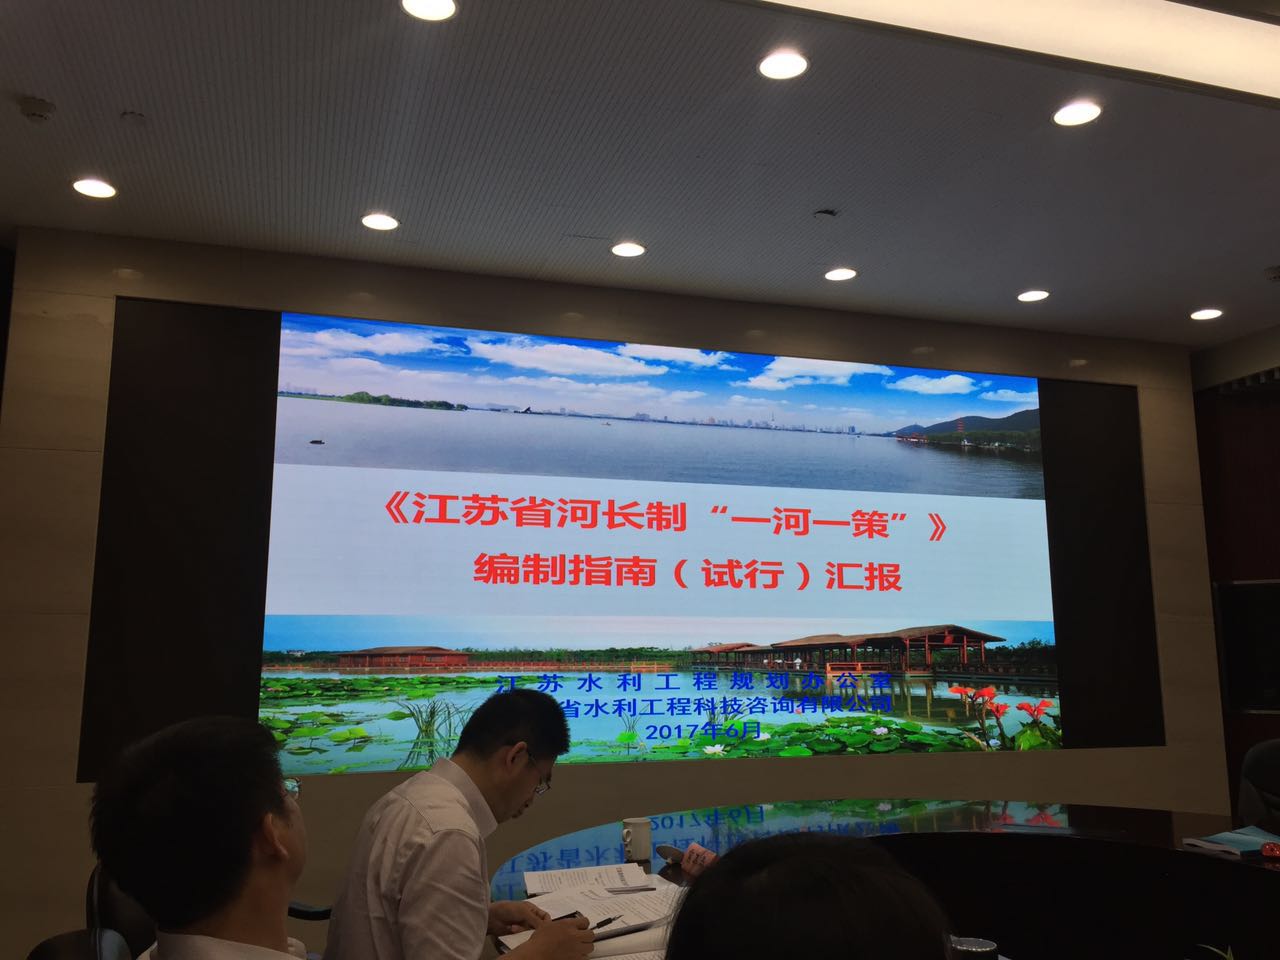 《江苏省河长制“一河一策”》
编制指南（试行）汇报
江苏水利工程规划办公室
省水利工程科技咨询有限公司
2017年6月